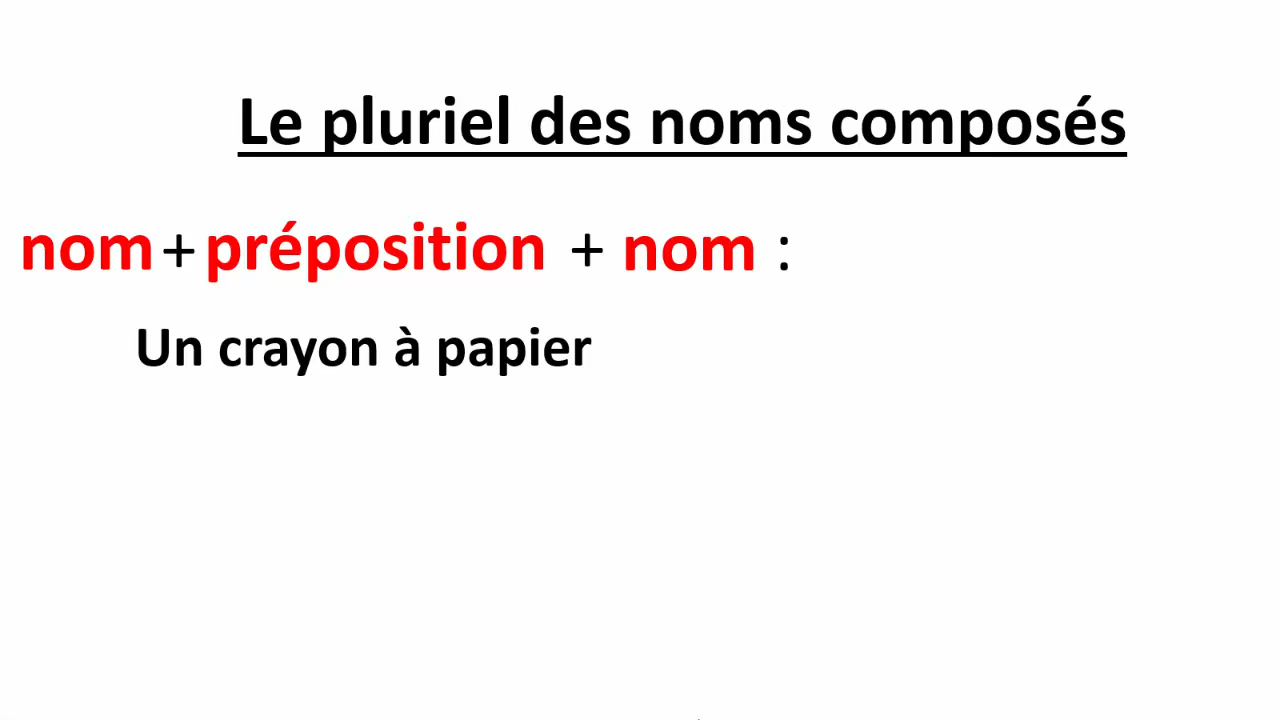 Le pluriel des noms composés
nom + préposition + nom :
Un crayon à papier